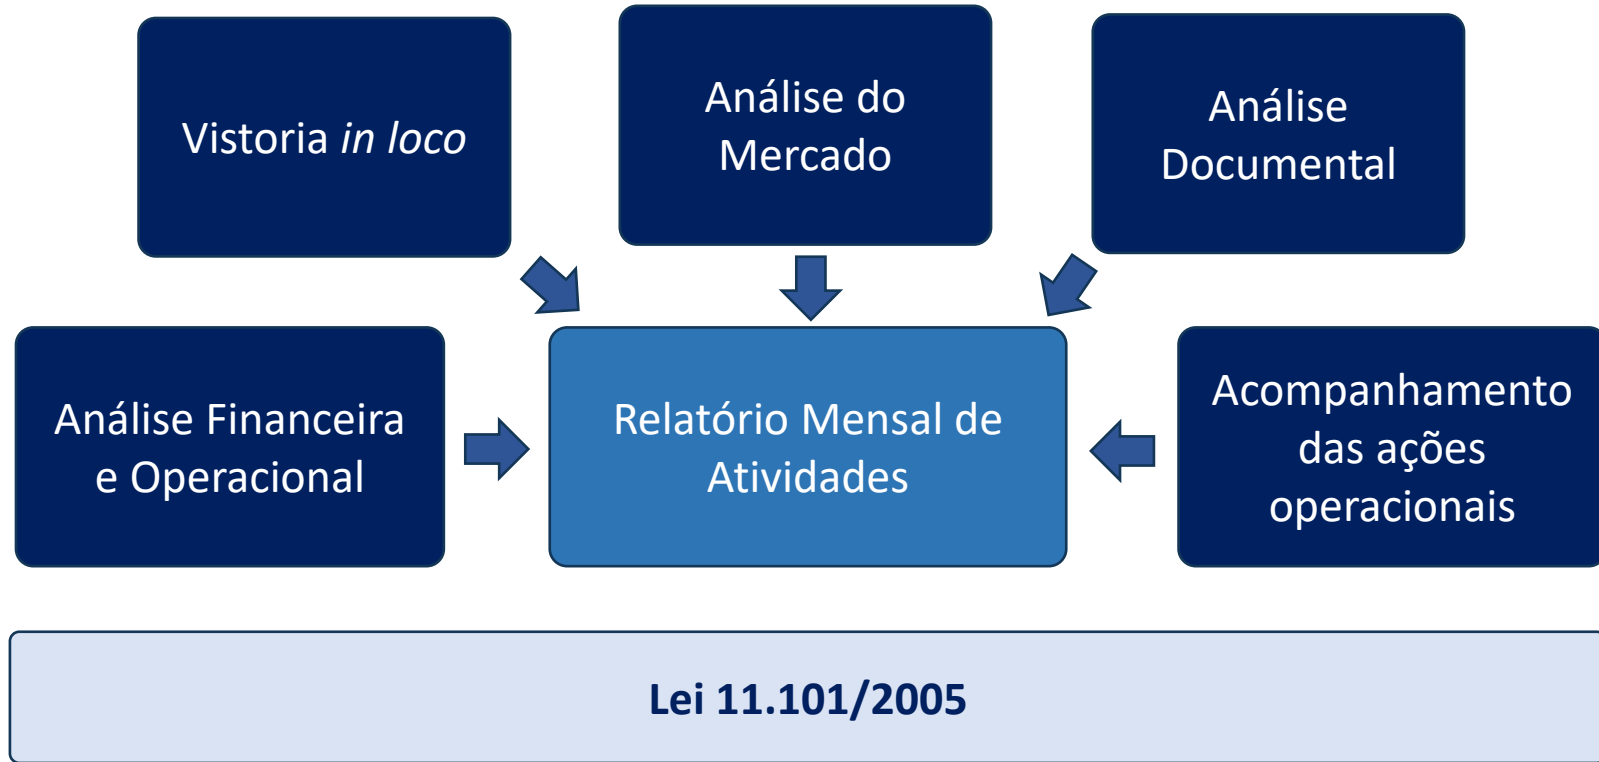 Vistoria in loco
Análise do
Mercado
Análise
Documental
Análise Financeira
e Operacional
Relatório Mensal de
Atividades
Acompanhamento
das ações
operacionais
Lei 11.101/2005